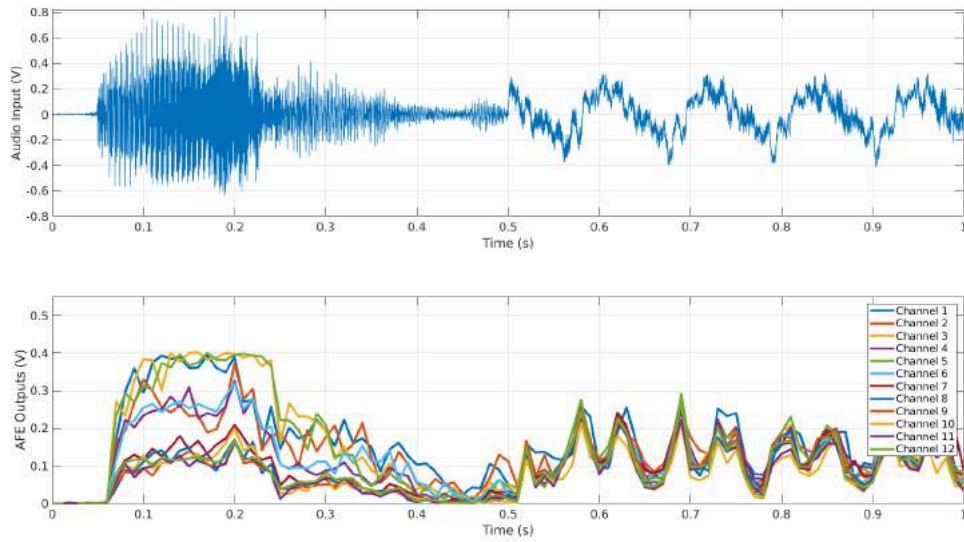 0.8
0.6
0.4
0.2
0
-0.2
-0.4
-0.6
-0.8
Audio Input (V)
0 0.1 0.2 0.3 0.4 0.5 0.6 0.7 0.8 0.9 1
Time (s)
0.5
0.4
0.3
0.2
0.1
0
AFE Outputs (V)
Channel 1
Channel 2
Channel 3
Channel 4
Channel 5
Channel 6
Channel 7
Channel 8
Channel 9
Channel 10
Channel 11
Channel 12
0 0.1 0.2 0.3 0.4 0.5 0.6 0.7 0.8 0.9 1
Time (s)